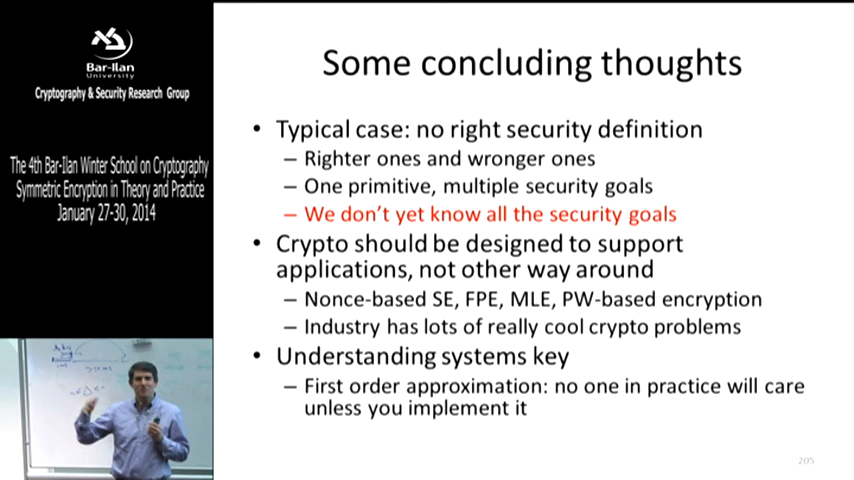 Bar-Ilan
University
Cryptography & Security Research Group
The 4th Bar-Ilan Winter School on Cryptography
Symmetric Encryption in Theory and Practice
January 27-30, 2014
Some concluding thoughts
• Typical case: no right security definition
– Righter ones and wronger ones
– One primitive, multiple security goals
– We don't yet know all the security goals
• Crypto should be designed to support
applications, not other way around
– Nonce-based SE, FPE, MLE, PW-based encryption
– Industry has lots of really cool crypto problems
• Understanding systems key
– First order approximation: no one in practice will care
unless you implement it
205